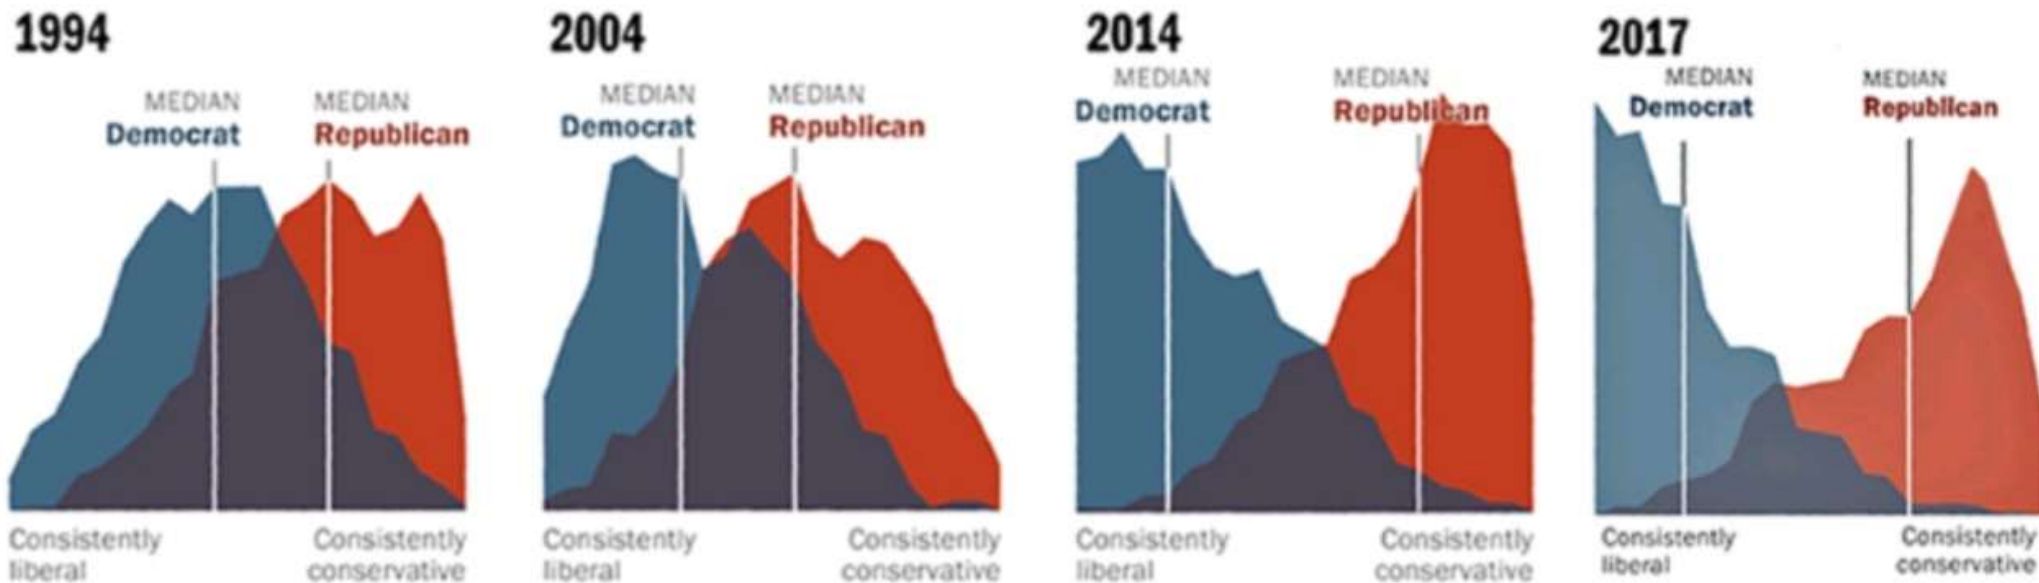 1994
MEDIAN
Democrat
MEDIAN
Republican
Consistently
liberal
Consistently
conservative
2004
MEDIAN
Democrat
MEDIAN
Republican
Consistently
liberal
Consistently
conservative
2014
MEDIAN
Democrat
MEDIAN
Republican
Consistently
liberal
Consistently
conservative
2017
MEDIAN
Democrat
MEDIAN
Republican
Consistently
liberal
Consistently
conservative